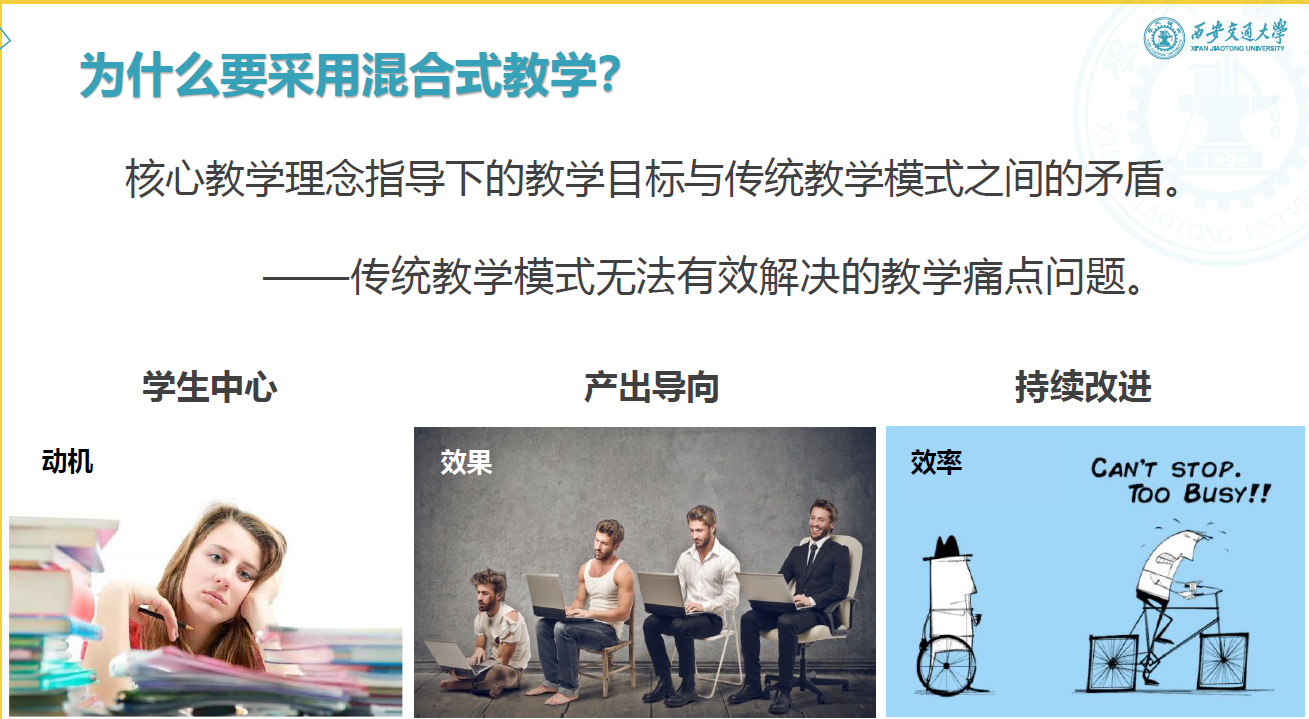 西安交通大学
XI'AN JIAOTONG UNIVERSITY
为什么要采用混合式教学?
1896
核心教学理念指导下的教学目标与传统教学模式之间的矛盾。
——传统教学模式无法有效解决的教学痛点问题。
学生中心
产出导向
持续改进
动机
效果
效率
CAN'T STOP.
TOO BUSY!!